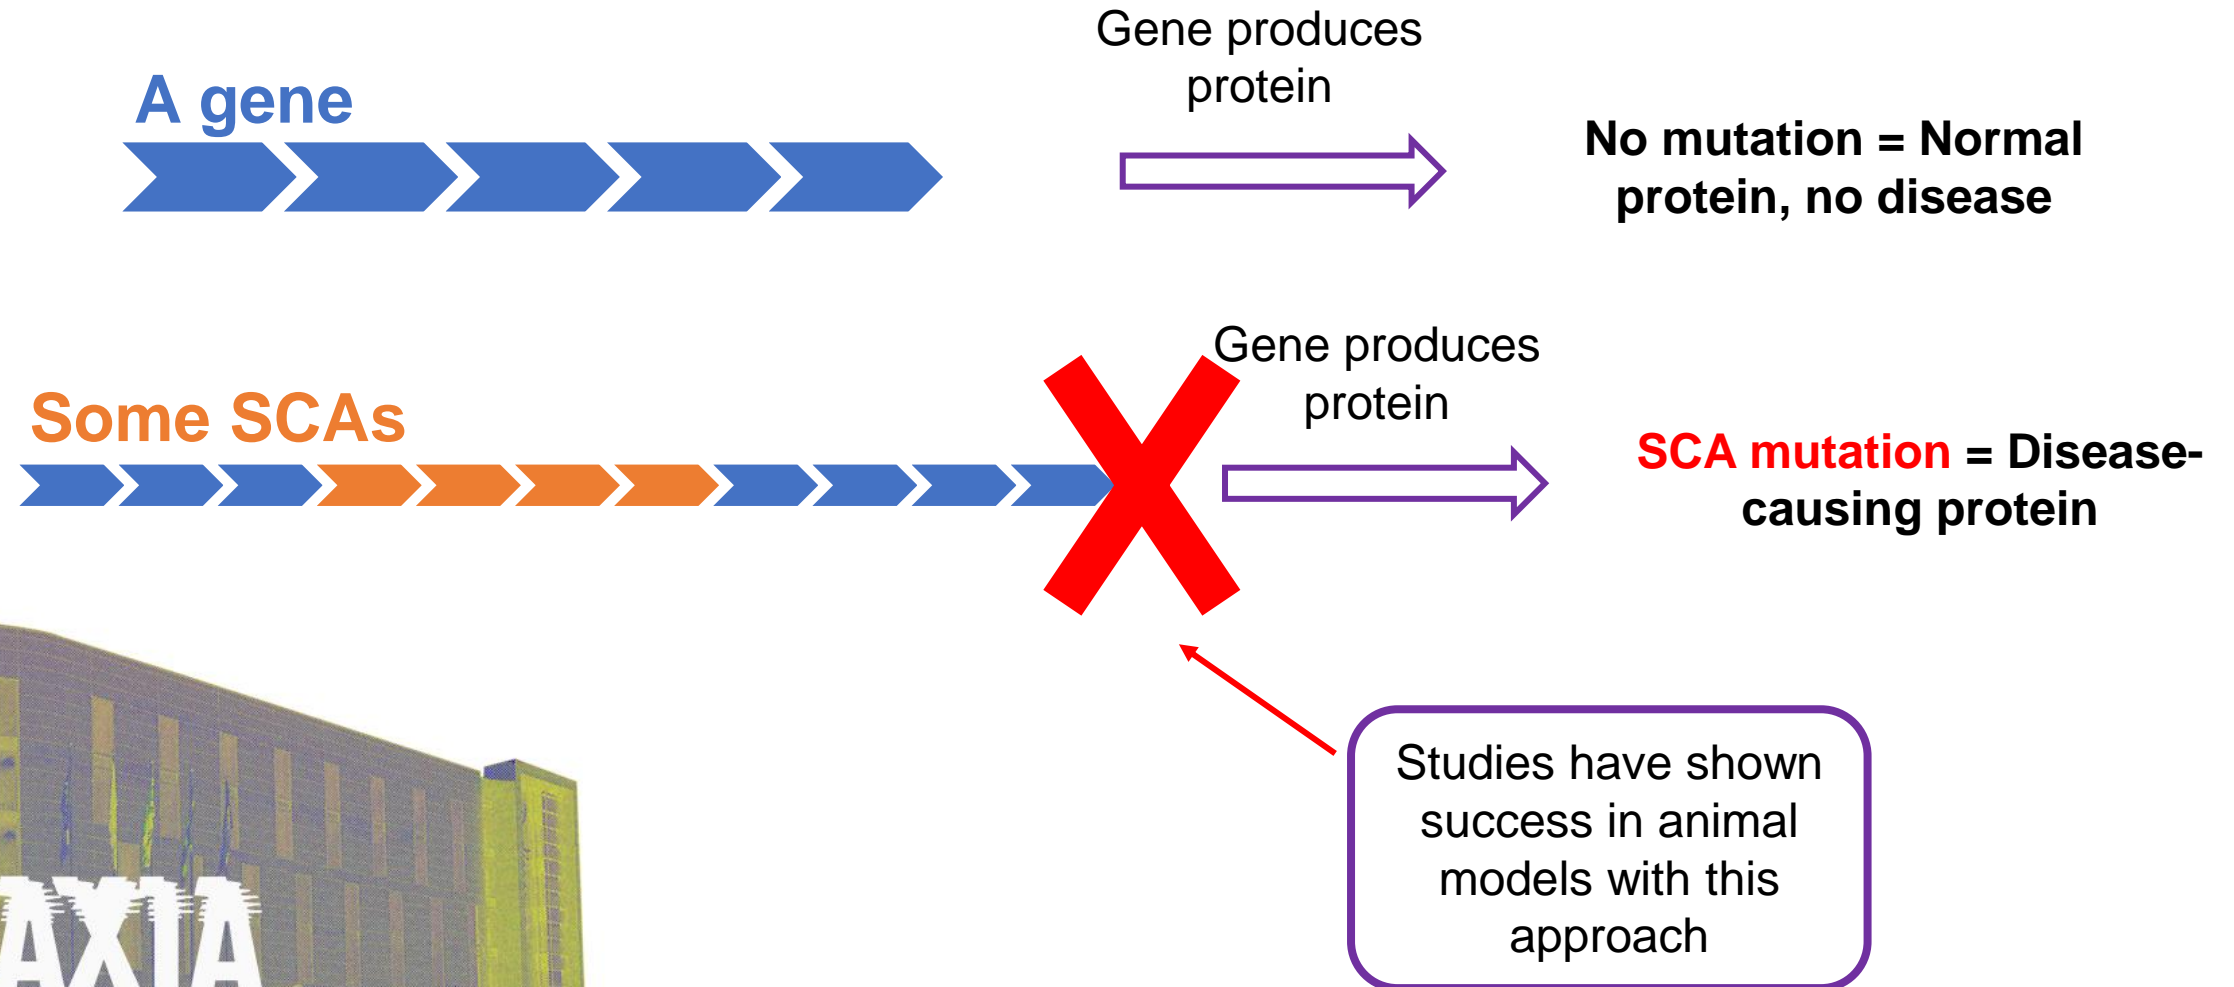 Gene produces
protein
A gene
No mutation = Normal
protein, no disease
Gene produces
protein
Some SCAs
SCA mutation = Disease-
causing protein
Studies have shown
success in animal
models with this
approach
AXIA